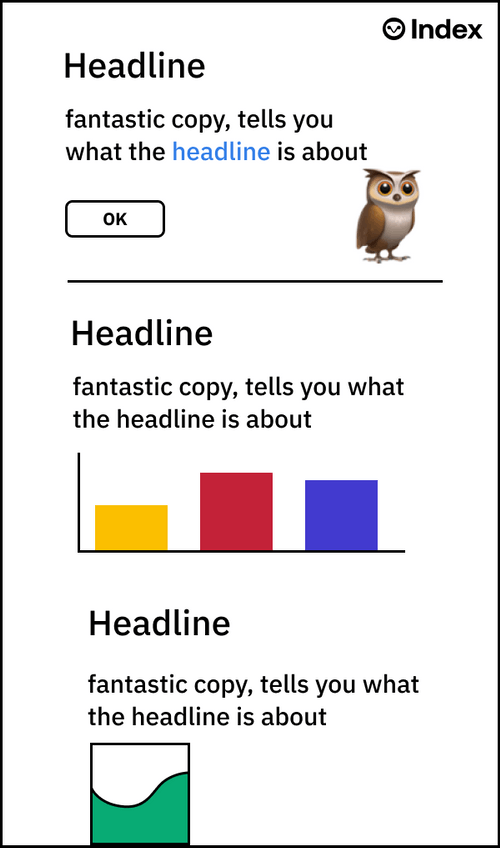 Index
Headline
fantastic copy, tells you
what the headline is about
OK
Headline
fantastic copy, tells you what
the headline is about
Headline
fantastic copy, tells you what
the headline is about